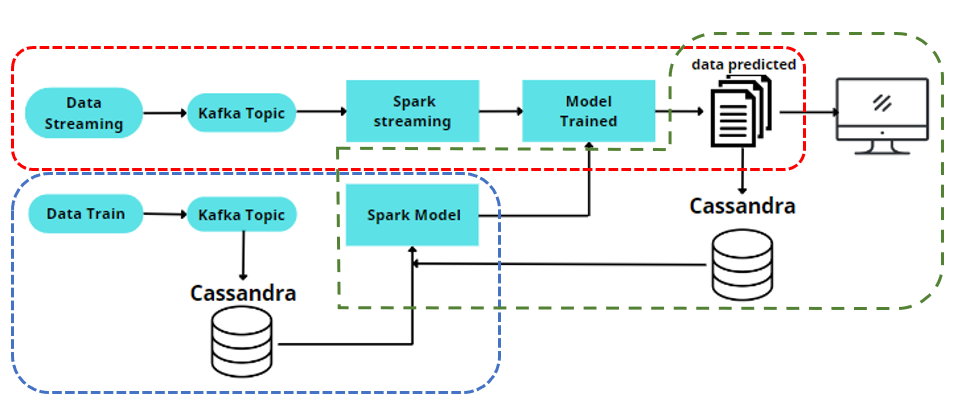 data predicted
Data
Streaming
Kafka Topic
Spark
streaming
Model
Trained
Data Train
Kafka Topic
Spark Model
Cassandra
Cassandra